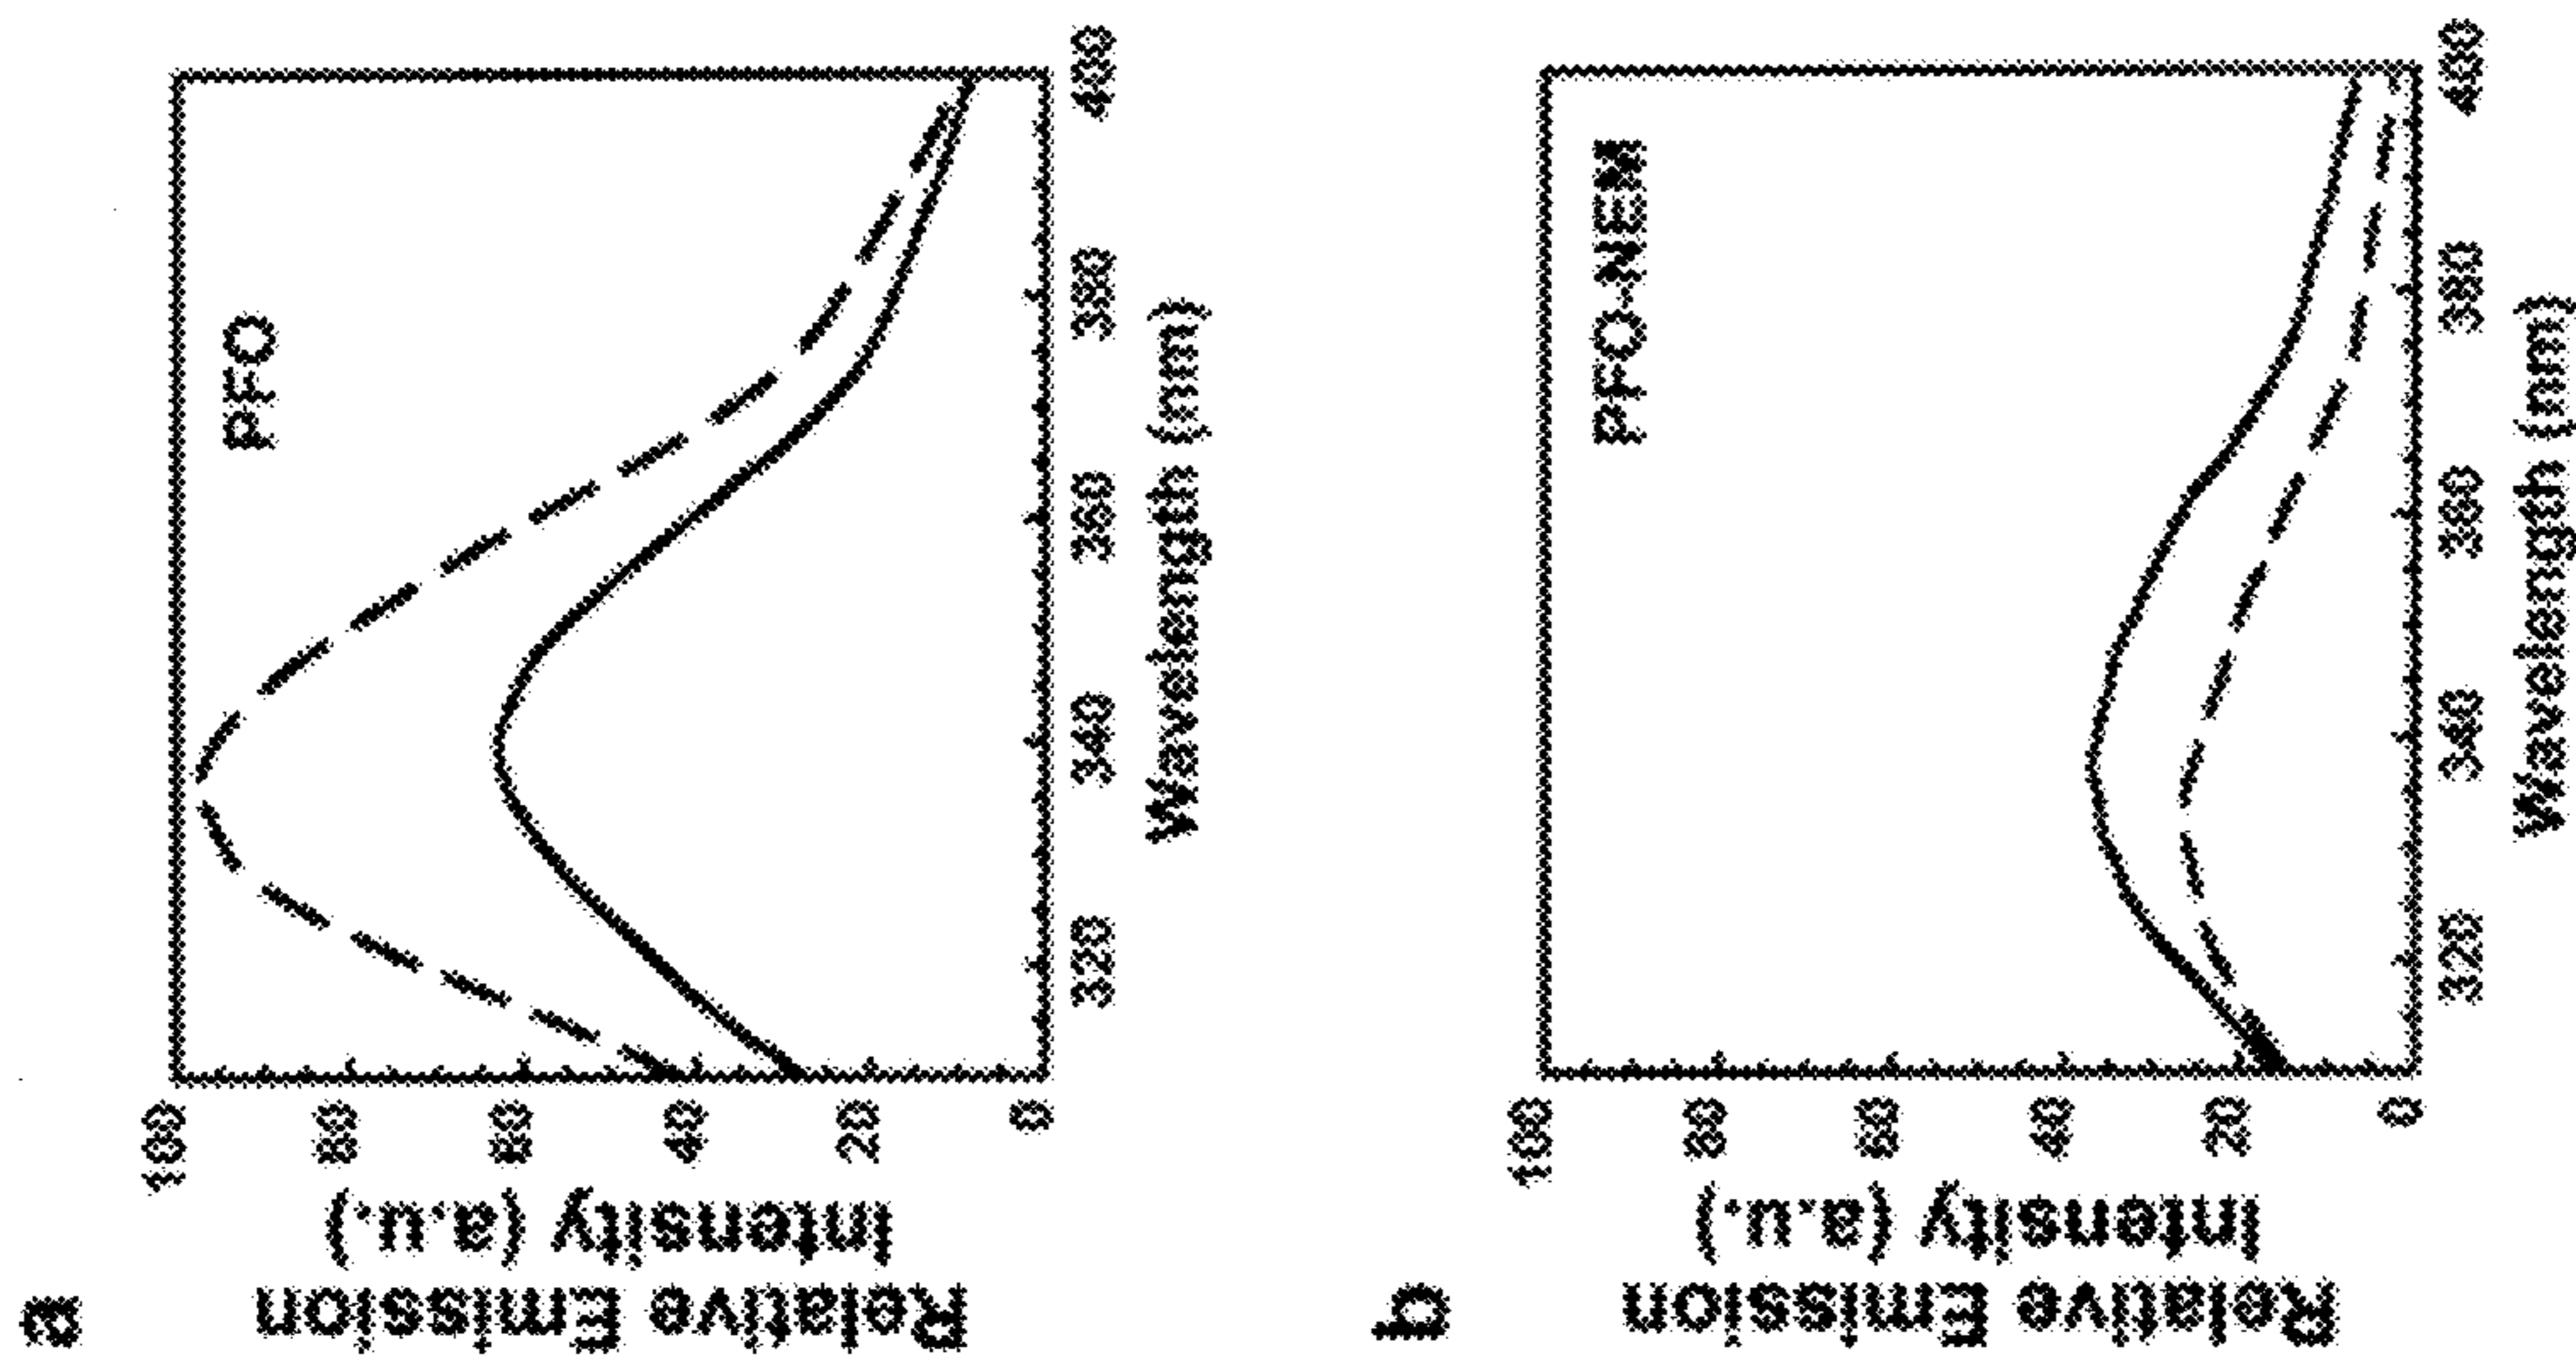 a
Relative Emission
Intensity (a.u.)
100
80
60
40
20
0
PFO
320 340 360 380 400
Wavelength (nm)
b
Relative Emission
Intensity (a.u.)
100
80
60
40
20
0
PFO-NEM
320 340 360 380 400
Wavelength (nm)